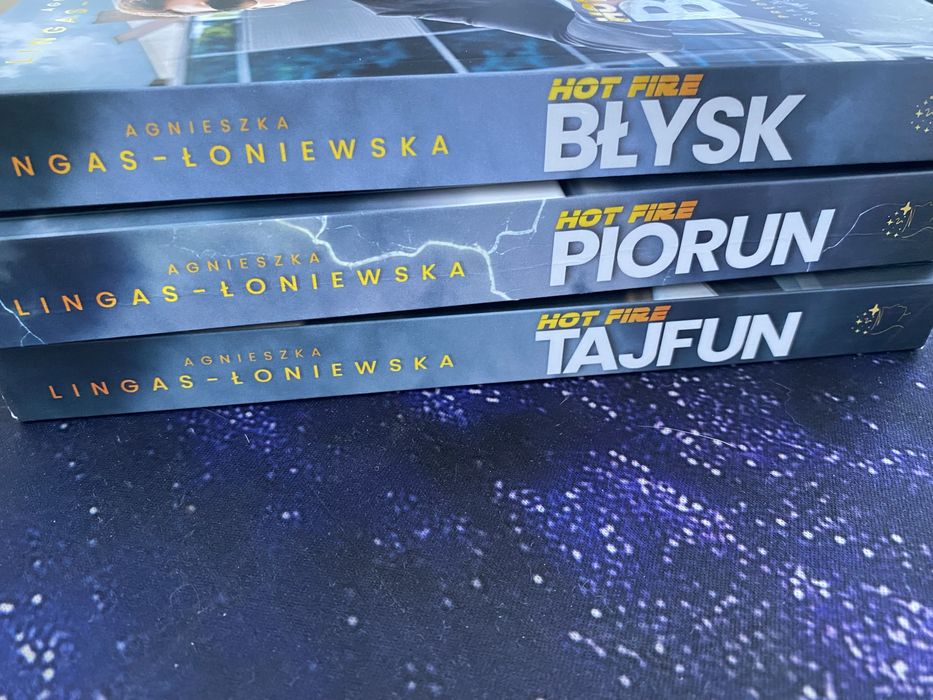 HOT FIRE
BŁYSK
AGNIESZKA
NGAS-ŁONIEWSKA
HOT FIRE
PIORUN
AGNIESZKA
LINGAS-ŁONIEWSKA
HOT FIRE
TAJFUN
AGNIESZKA
LINGAS-ŁONIEWSKA